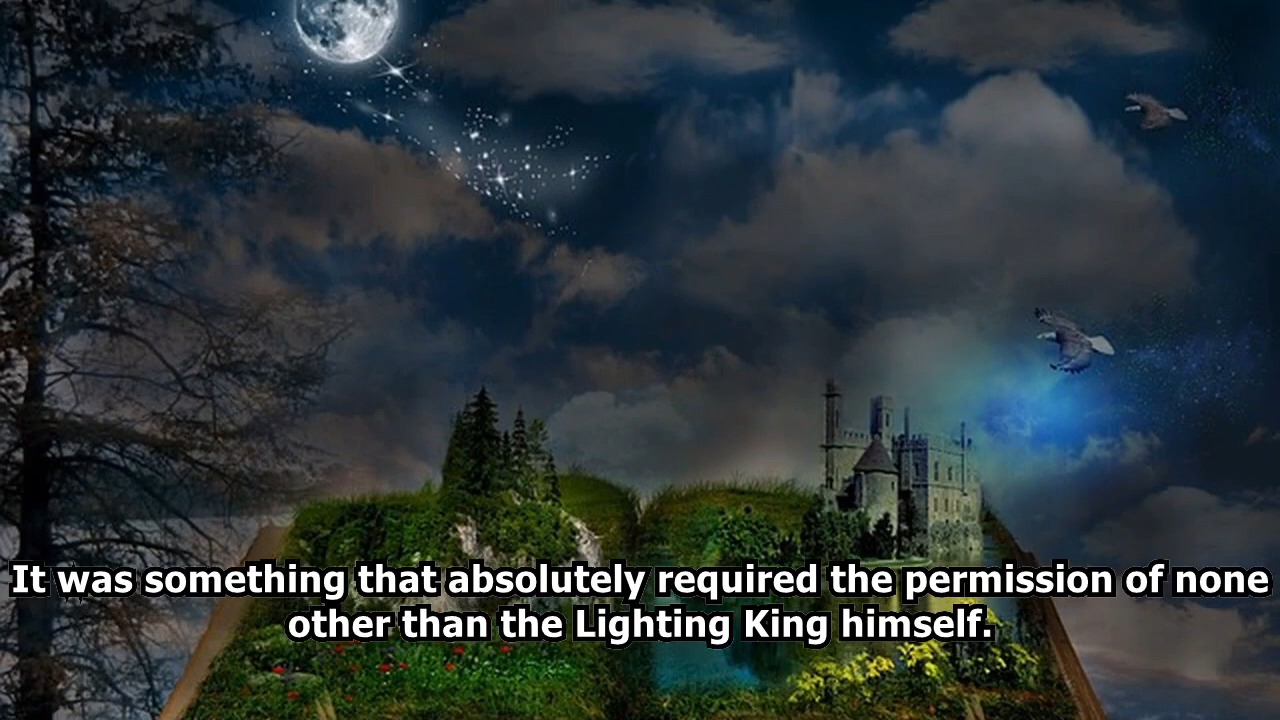 It was something that absolutely required the permission of none
other than the Lighting King himself.